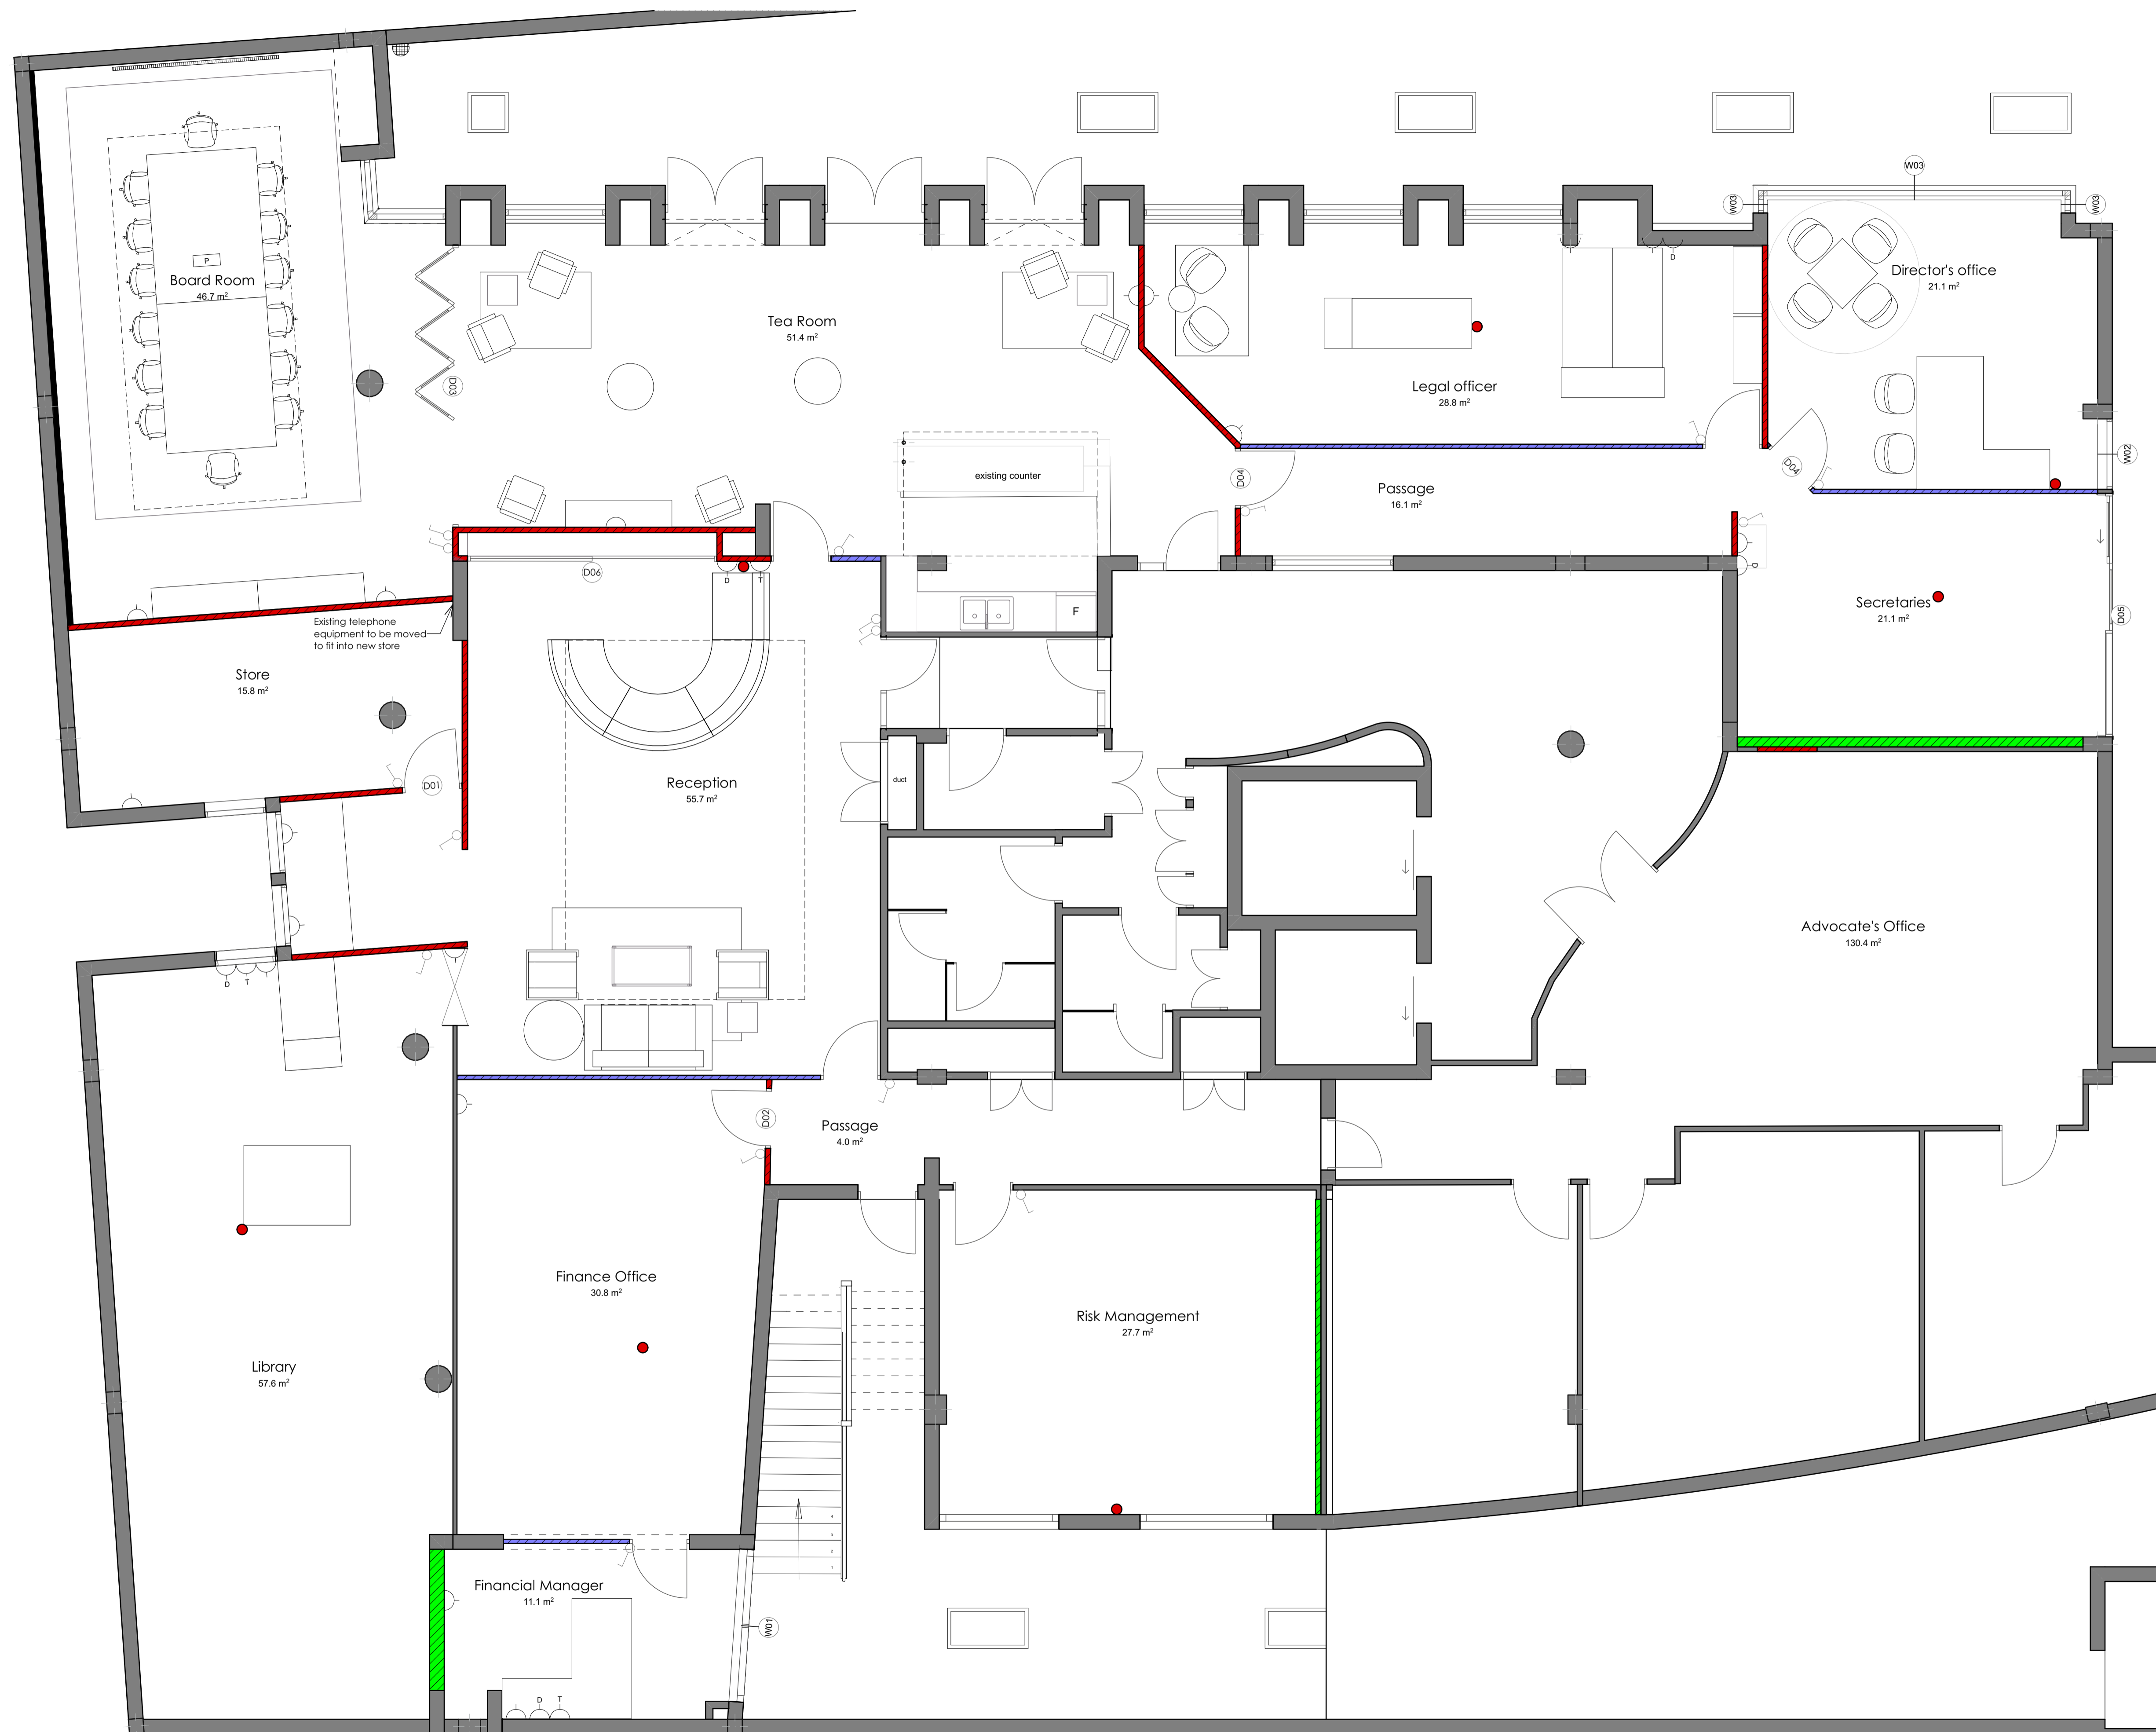 W03
W03
W03
P
Board Room
46.7 m²
Tea Room
51.4 m²
D
Director's office
21.1 m²
D03
Legal officer
28.8 m²
D04
W02
existing counter
D04
Passage
16.1 m²
D06
D
T
D
F
Secretaries
21.1 m²
D05
Existing telephone
equipment to be moved
to fit into new store
Store
15.8 m²
D01
Reception
55.7 m²
duct
Advocate's Office
130.4 m²
D
T
D02
Passage
4.0 m²
Finance Office
30.8 m²
Risk Management
27.7 m²
Library
57.6 m²
4
3
2
1
Financial Manager
11.1 m²
W01
D
T